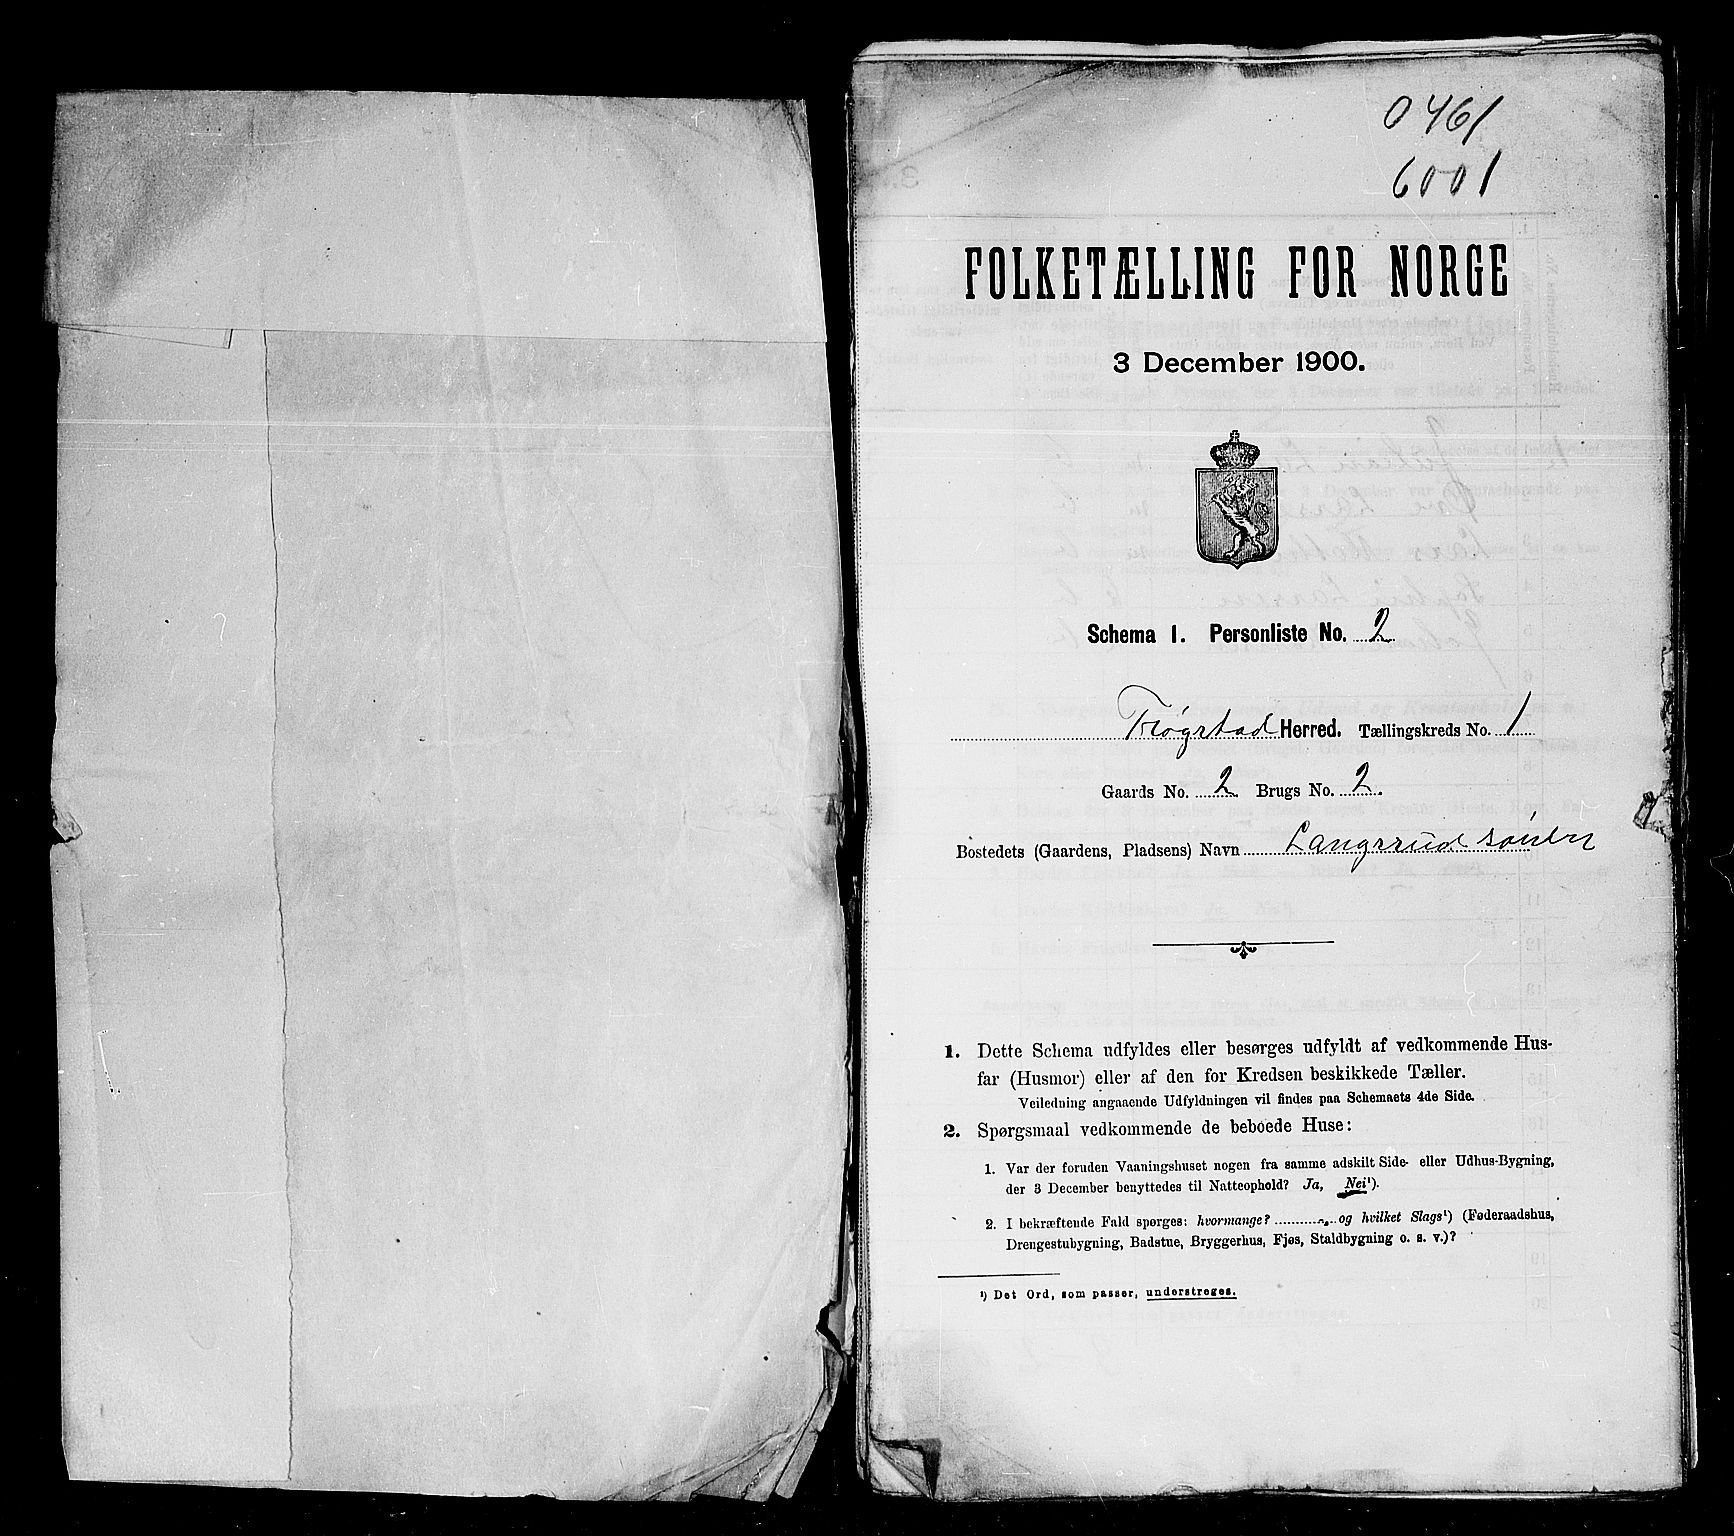 0461
6001
FOLKETÆLLING FOR NORGE
3 December 1900.
Schema 1. Personliste No. 2
Trøgstad Herred. Tællingskreds No. 1
Gaards No. 2 Brugs No. 2.
Bostedets (Gaardens, Pladsens) Navn Langsrud søndre
1. Dette Schema udfyldes eller besørges udfyldt af vedkommende Hus-
far (Husmor) eller af den for Kredsen beskikkede Tæller.
Veiledning angaaende Udfyldningen vil findes paa Schemaets 4de Side.
2. Spørgsmaal vedkommende de beboede Huse:
1. Var der foruden Vaaningshuset nogen fra samme adskilt Side- eller Udhus-Bygning,
der 3 December benyttedes til Natteophold? Ja, Nei¹).
2. I bekræftende Fald spørges: hvormange? og hvilket Slags¹) (Føderaadshus,
Drengestubygning, Badstue, Bryggerhus, Fjøs, Staldbygning o. s. v.)?
¹) Det Ord, som passer, understreges.